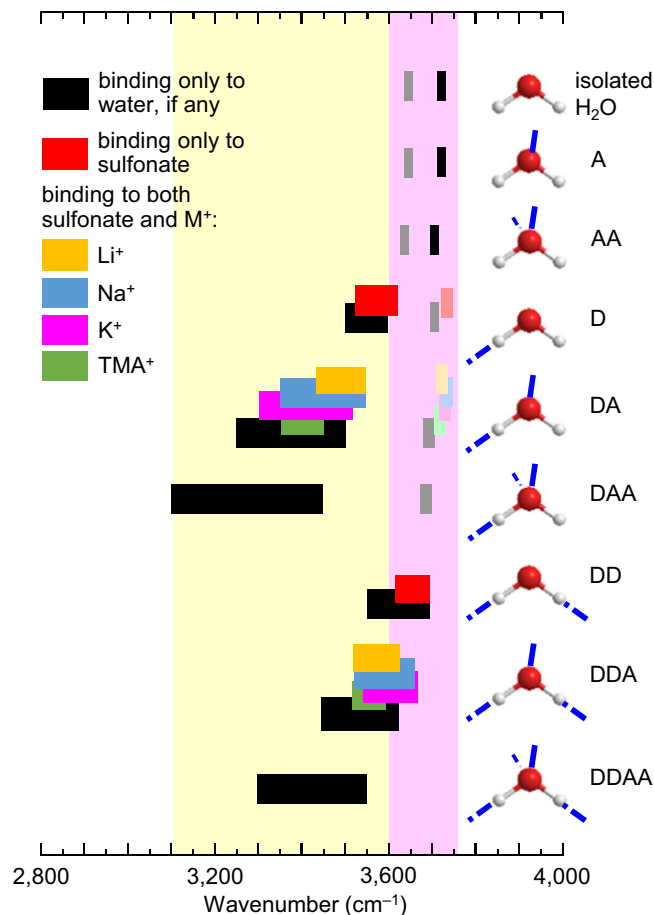 binding only to
water, if any
binding only to
sulfonate
binding to both
sulfonate and M⁺:
Li⁺
Na⁺
K⁺
TMA⁺
isolated
H₂O
A
AA
D
DA
DAA
DD
DDA
DDAA
2,800
3,200
3,600
4,000
Wavenumber (cm⁻¹)